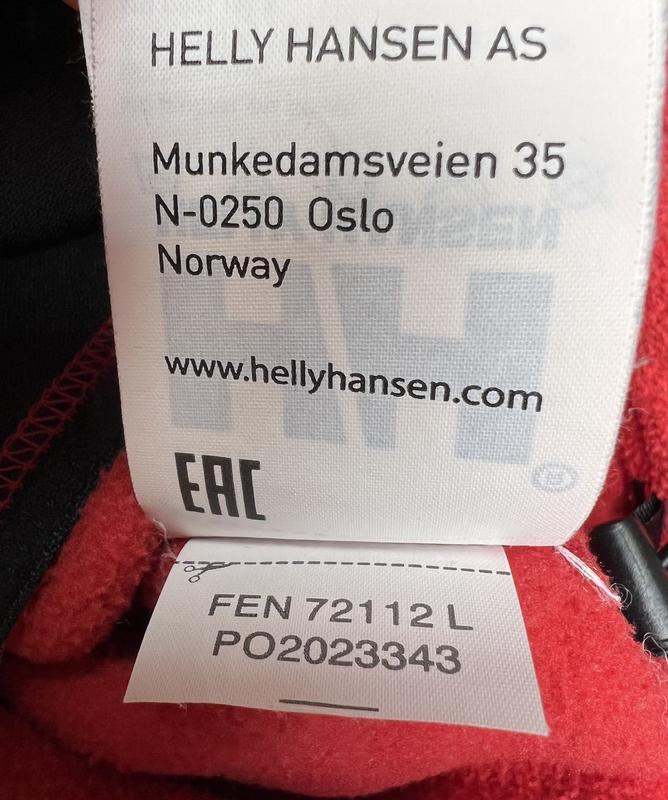 HELLY HANSEN AS
Munkedamsveien 35
N-0250 Oslo
Norway
www.hellyhansen.com
EAC
FEN 72112 L
PO2023343